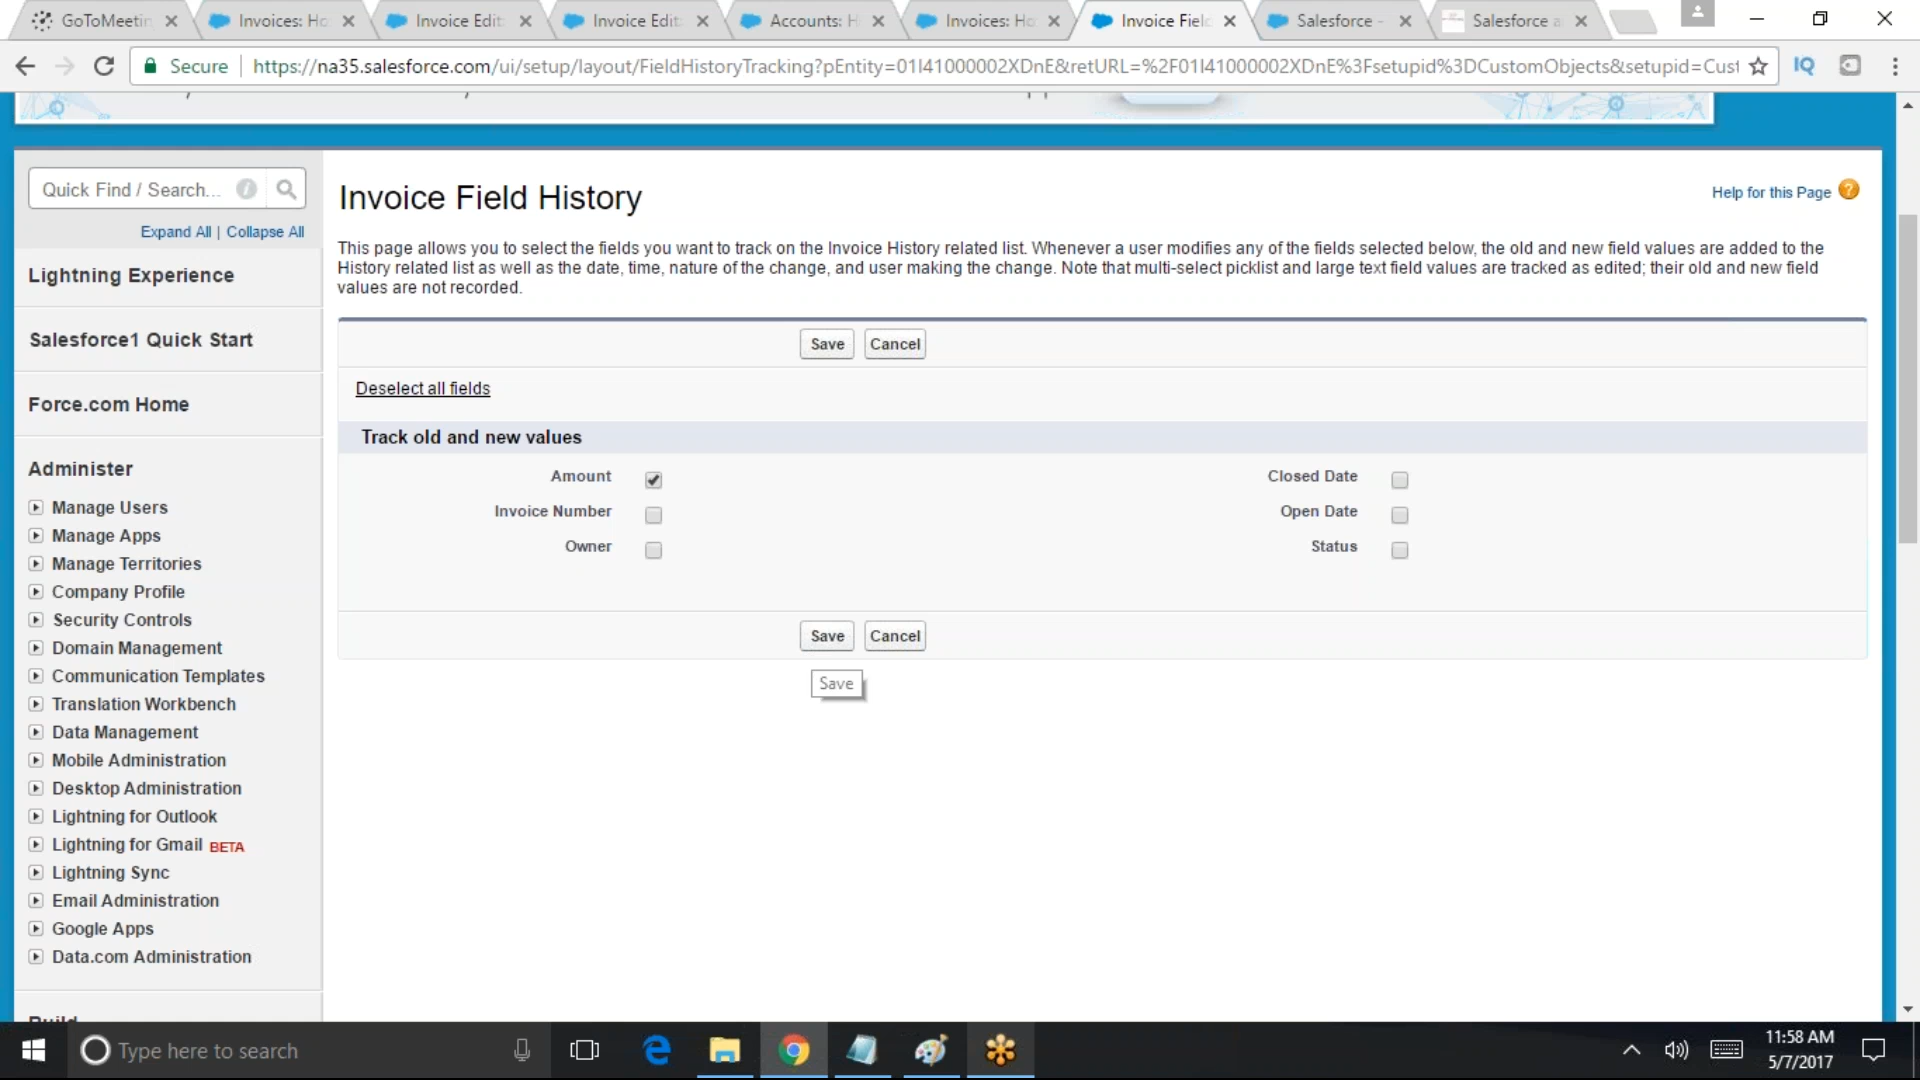 GoToMeetin
Invoices: Ho
Invoice Edit:
Invoice Edit:
Accounts: H
Invoices: Ho
Invoice Field
Salesforce -
Salesforce a
Secure
https://na35.salesforce.com/ui/setup/layout/FieldHistoryTracking?pEntity=01I41000002XDnE&retURL=%2F01I41000002XDnE%3Fsetupid%3DCustomObjects&setupid=Cust
IQ
Quick Find / Search...
Expand All | Collapse All
Lightning Experience
Salesforce1 Quick Start
Force.com Home
Administer
Manage Users
Manage Apps
Manage Territories
Company Profile
Security Controls
Domain Management
Communication Templates
Translation Workbench
Data Management
Mobile Administration
Desktop Administration
Lightning for Outlook
Lightning for Gmail BETA
Lightning Sync
Email Administration
Google Apps
Data.com Administration
Build
Invoice Field History
Help for this Page ?
This page allows you to select the fields you want to track on the Invoice History related list. Whenever a user modifies any of the fields selected below, the old and new field values are added to the
History related list as well as the date, time, nature of the change, and user making the change. Note that multi-select picklist and large text field values are tracked as edited; their old and new field
values are not recorded.
Save Cancel
Deselect all fields
Track old and new values
Amount
Closed Date
Invoice Number
Open Date
Owner
Status
Save Cancel
Save
Type here to search
11:58 AM
5/7/2017